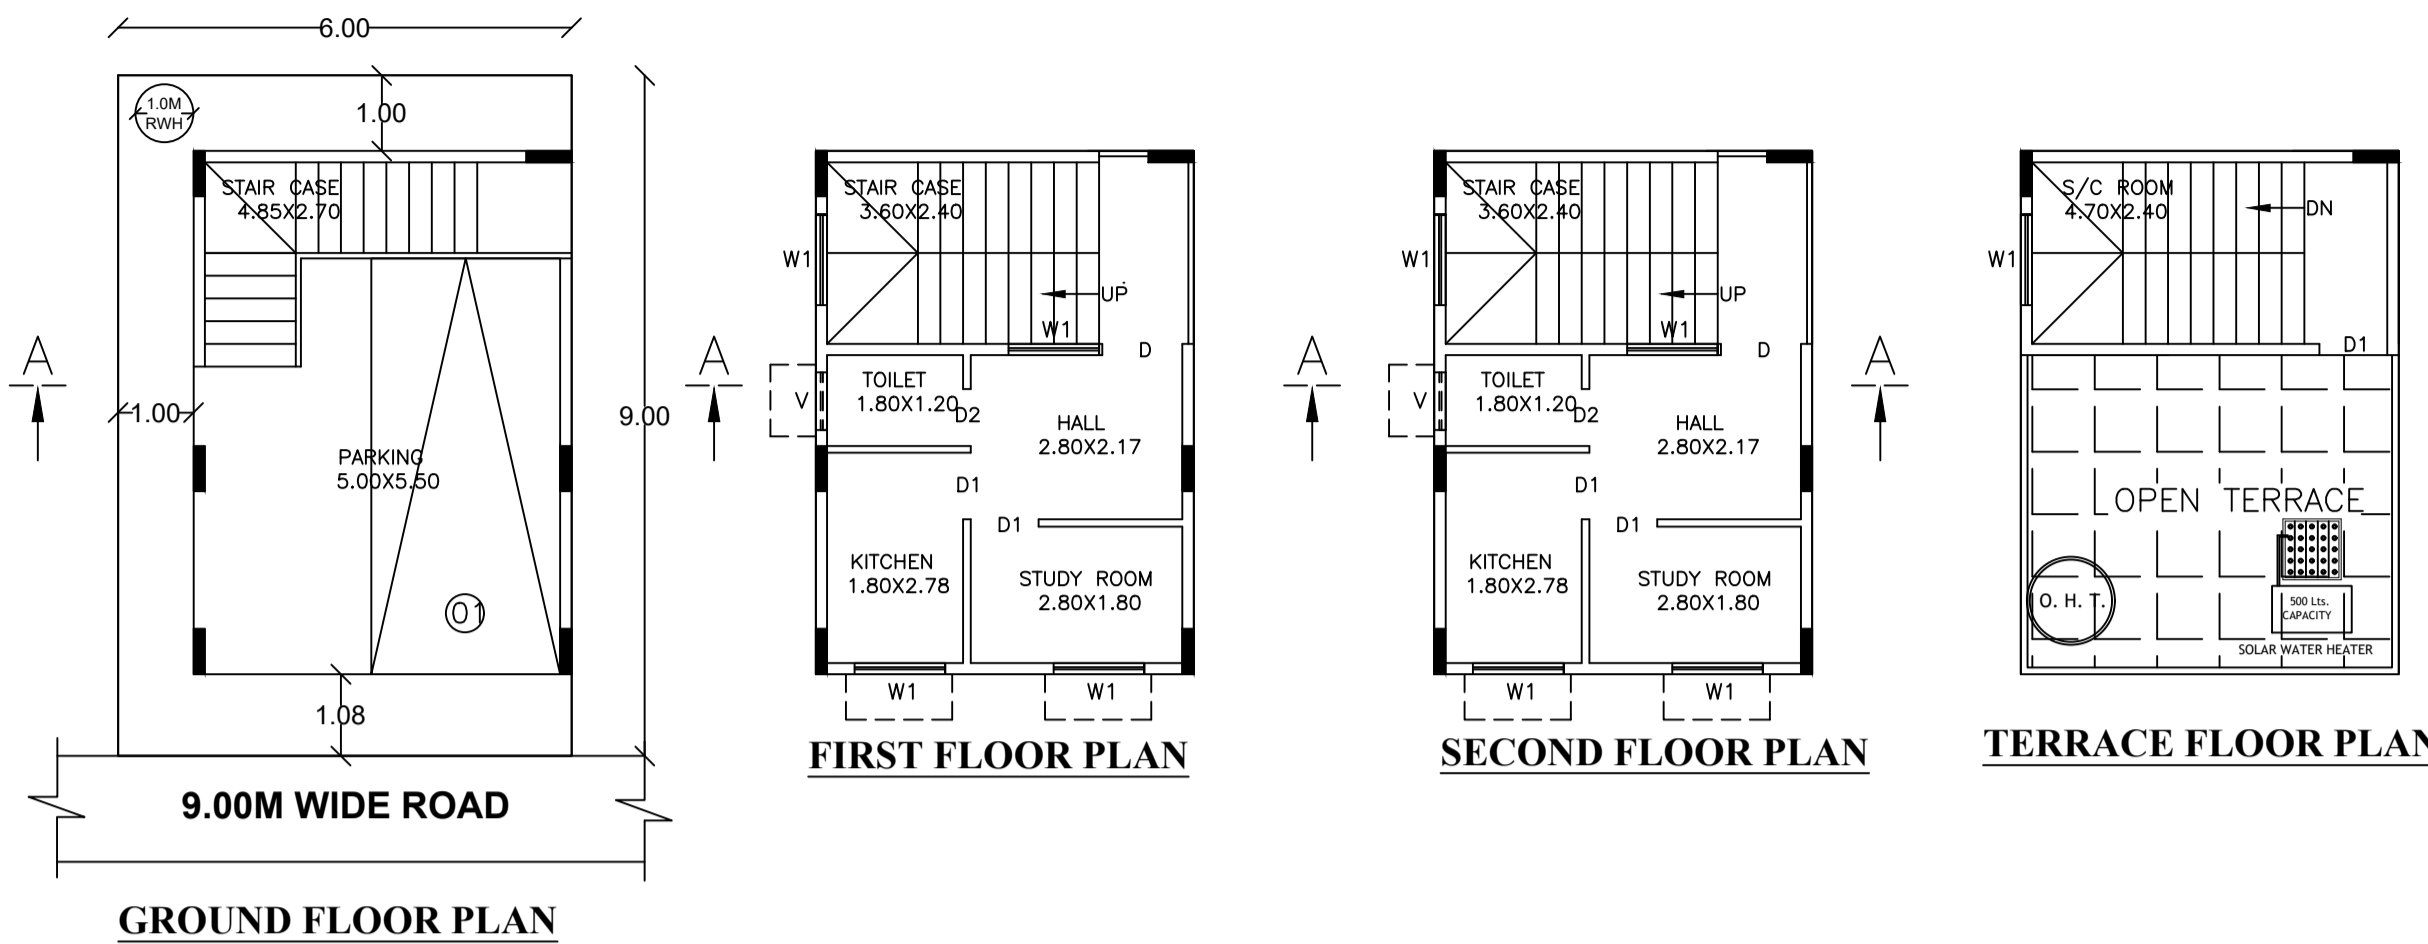 6.00
1.0M
RWH
1.00
STAIR CASE
4.85X2.70
A
A
1.00
9.00
PARKING
5.00X5.50
01
1.08
9.00M WIDE ROAD
GROUND FLOOR PLAN
STAIR CASE
3.60X2.40
W1
UP
W1
D
TOILET
1.80X1.20
V
D2
HALL
2.80X2.17
D1
D1
KITCHEN
1.80X2.78
STUDY ROOM
2.80X1.80
W1
W1
FIRST FLOOR PLAN
A
A
STAIR CASE
3.60X2.40
W1
UP
W1
D
TOILET
1.80X1.20
V
D2
HALL
2.80X2.17
D1
D1
KITCHEN
1.80X2.78
STUDY ROOM
2.80X1.80
W1
W1
SECOND FLOOR PLAN
S/C ROOM
4.70X2.40
DN
W1
D1
OPEN TERRACE
O. H. T.
500 Lts.
CAPACITY
SOLAR WATER HEATER
TERRACE FLOOR PLAN